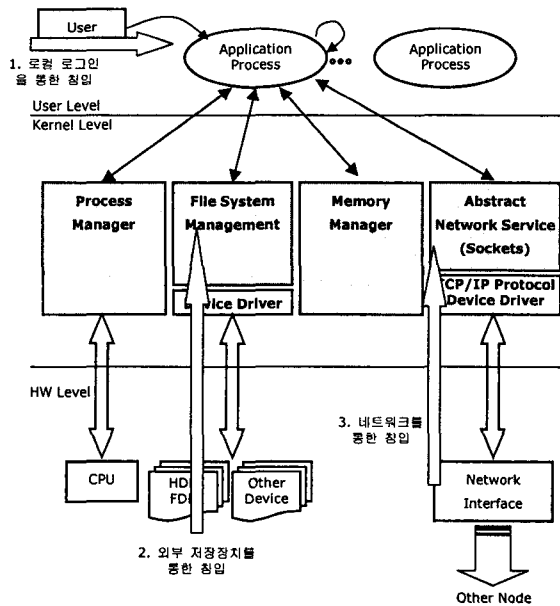 User
1. 로컬 로그인
을 통한 침입
Application
Process
Application
Process
User Level
Kernel Level
Process
Manager
File System
Management
Device Driver
Memory
Manager
Abstract
Network Service
(Sockets)
TCP/IP Protocol
Device Driver
HW Level
3. 네트워크를
통한 침입
CPU
HDD
FDD
Other
Device
Network
Interface
2. 외부 저장장치를
통한 침입
Other Node